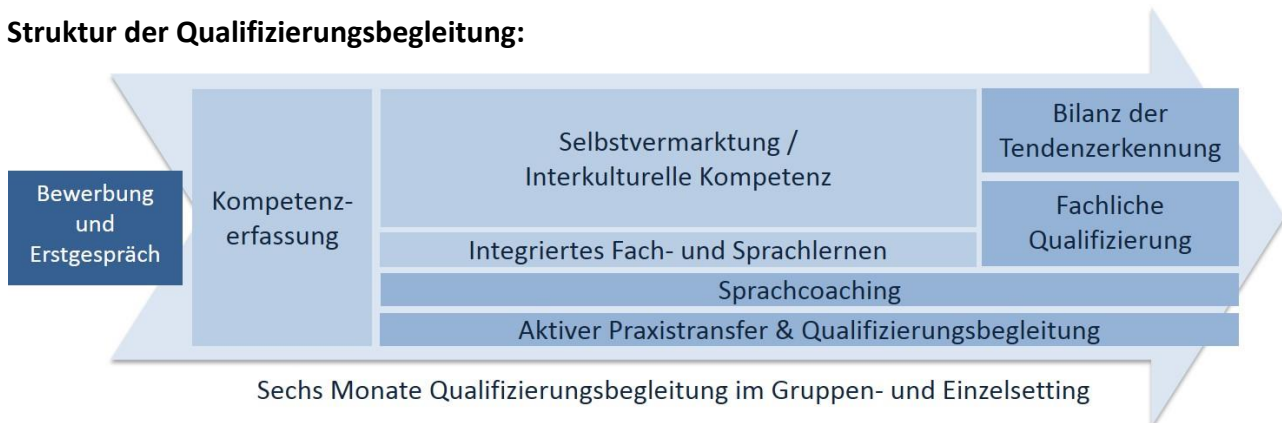 Struktur der Qualifizierungsbegleitung:
Bewerbung
und
Erstgespräch
Kompetenz-
erfassung
Selbstvermarktung /
Interkulturelle Kompetenz
Integriertes Fach- und Sprachlernen
Bilanz der
Tendenzerkennung
Fachliche
Qualifizierung
Sprachcoaching
Aktiver Praxistransfer & Qualifizierungsbegleitung
Sechs Monate Qualifizierungsbegleitung im Gruppen- und Einzelsetting